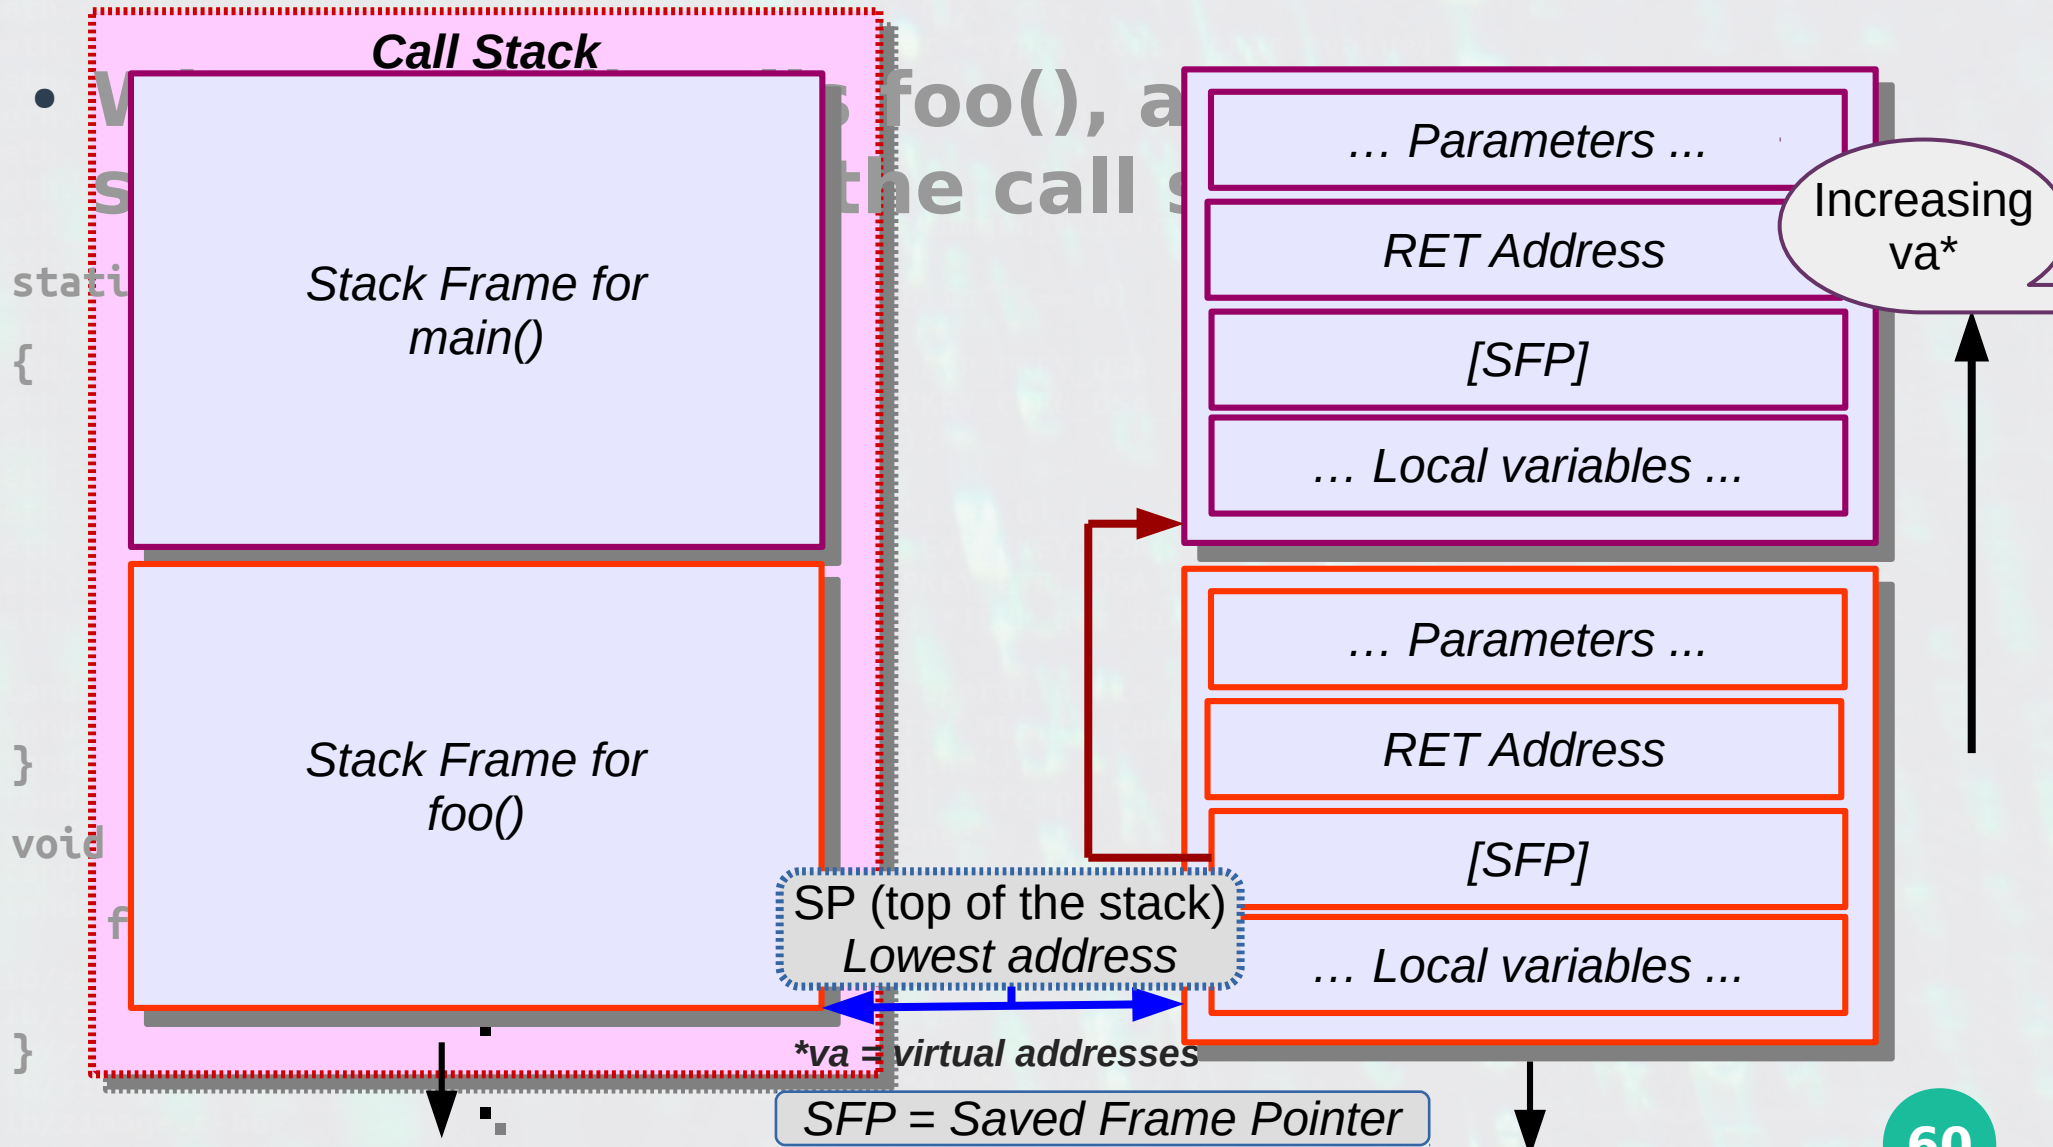 Call Stack
foo(), a
the call s
stati
{
}
void
f
}
Stack Frame for
main()
Stack Frame for
foo()
… Parameters ...
RET Address
[SFP]
… Local variables ...
Increasing
va*
… Parameters ...
RET Address
[SFP]
… Local variables ...
SP (top of the stack)
Lowest address
*va = virtual addresses
SFP = Saved Frame Pointer
60